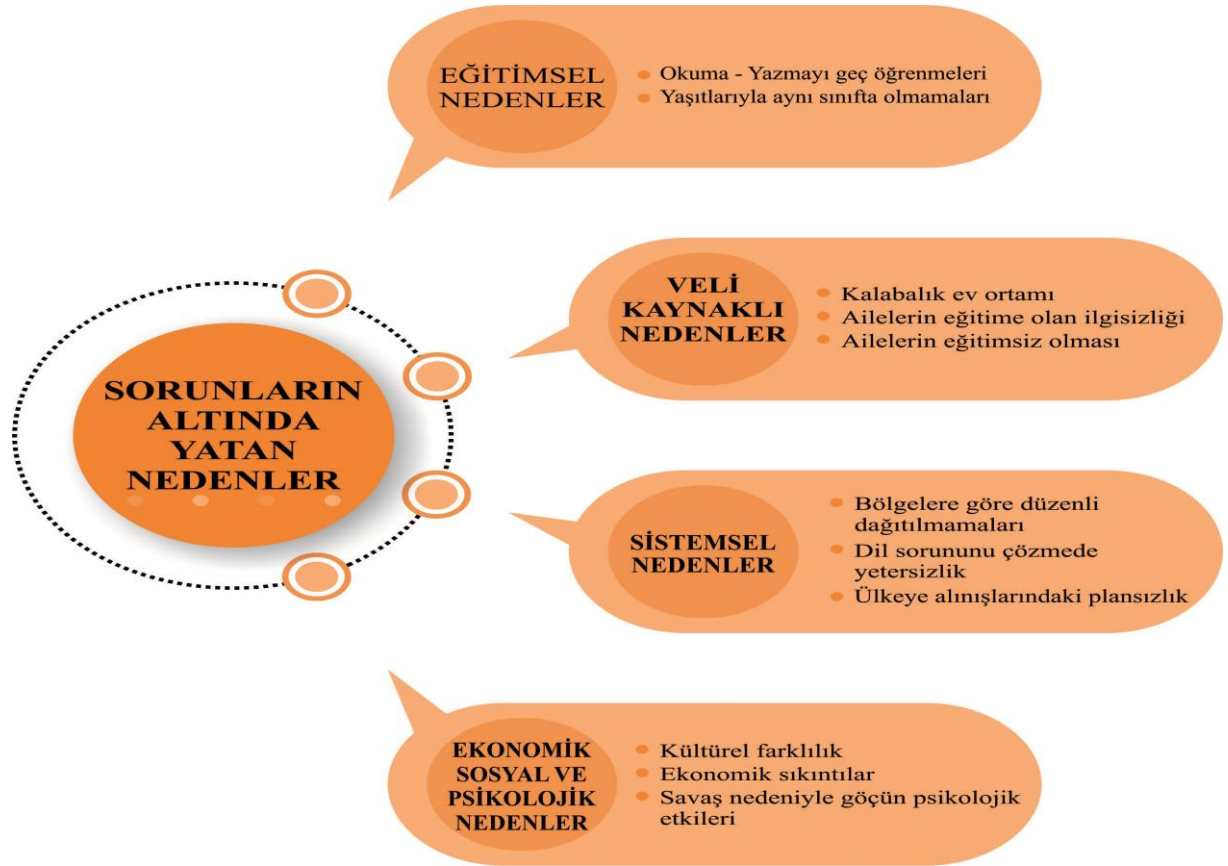 EĞİTİMSEL
NEDENLER
Okuma - Yazmayı geç öğrenmeleri
Yaşıtlarıyla aynı sınıfta olmamaları
VELİ
KAYNAKLI
NEDENLER
Kalabalık ev ortamı
Ailelerin eğitime olan ilgisizliği
Ailelerin eğitimsiz olması
SORUNLARIN
ALTINDA
YATAN
NEDENLER
SİSTEMSEL
NEDENLER
Bölgelere göre düzenli
dağıtılmamaları
Dil sorununu çözmede
yetersizlik
Ülkeye alınışlarındaki plansızlık
EKONOMİK
SOSYAL VE
PSİKOLOJİK
NEDENLER
Kültürel farklılık
Ekonomik sıkıntılar
Savaş nedeniyle göçün psikolojik
etkileri